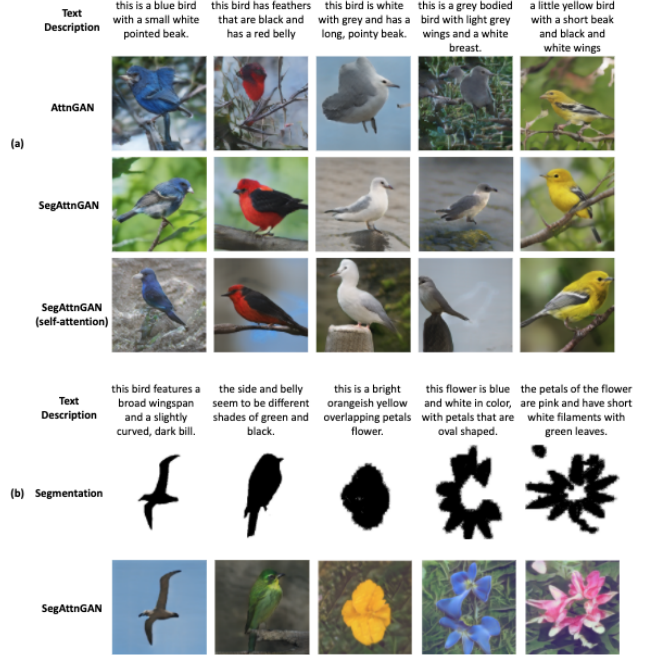 Text
Description
this is a blue bird
with a small white
pointed beak.
this bird has feathers
that are black and
has a red belly
this bird is white
with grey and has a
long, pointy beak.
this is a grey bodied
bird with light grey
wings and a white
breast.
a little yellow bird
with a short beak
and black and
white wings
(a)
AttnGAN
SegAttnGAN
SegAttnGAN
(self-attention)
Text
Description
this bird features a
broad wingspan
and a slightly
curved, dark bill.
the side and belly
seem to be different
shades of green and
black.
this is a bright
orangeish yellow
overlapping petals
flower.
this flower is blue
and white in color,
with petals that are
oval shaped.
the petals of the flower
are pink and have short
white filaments with
green leaves.
(b)
Segmentation
SegAttnGAN